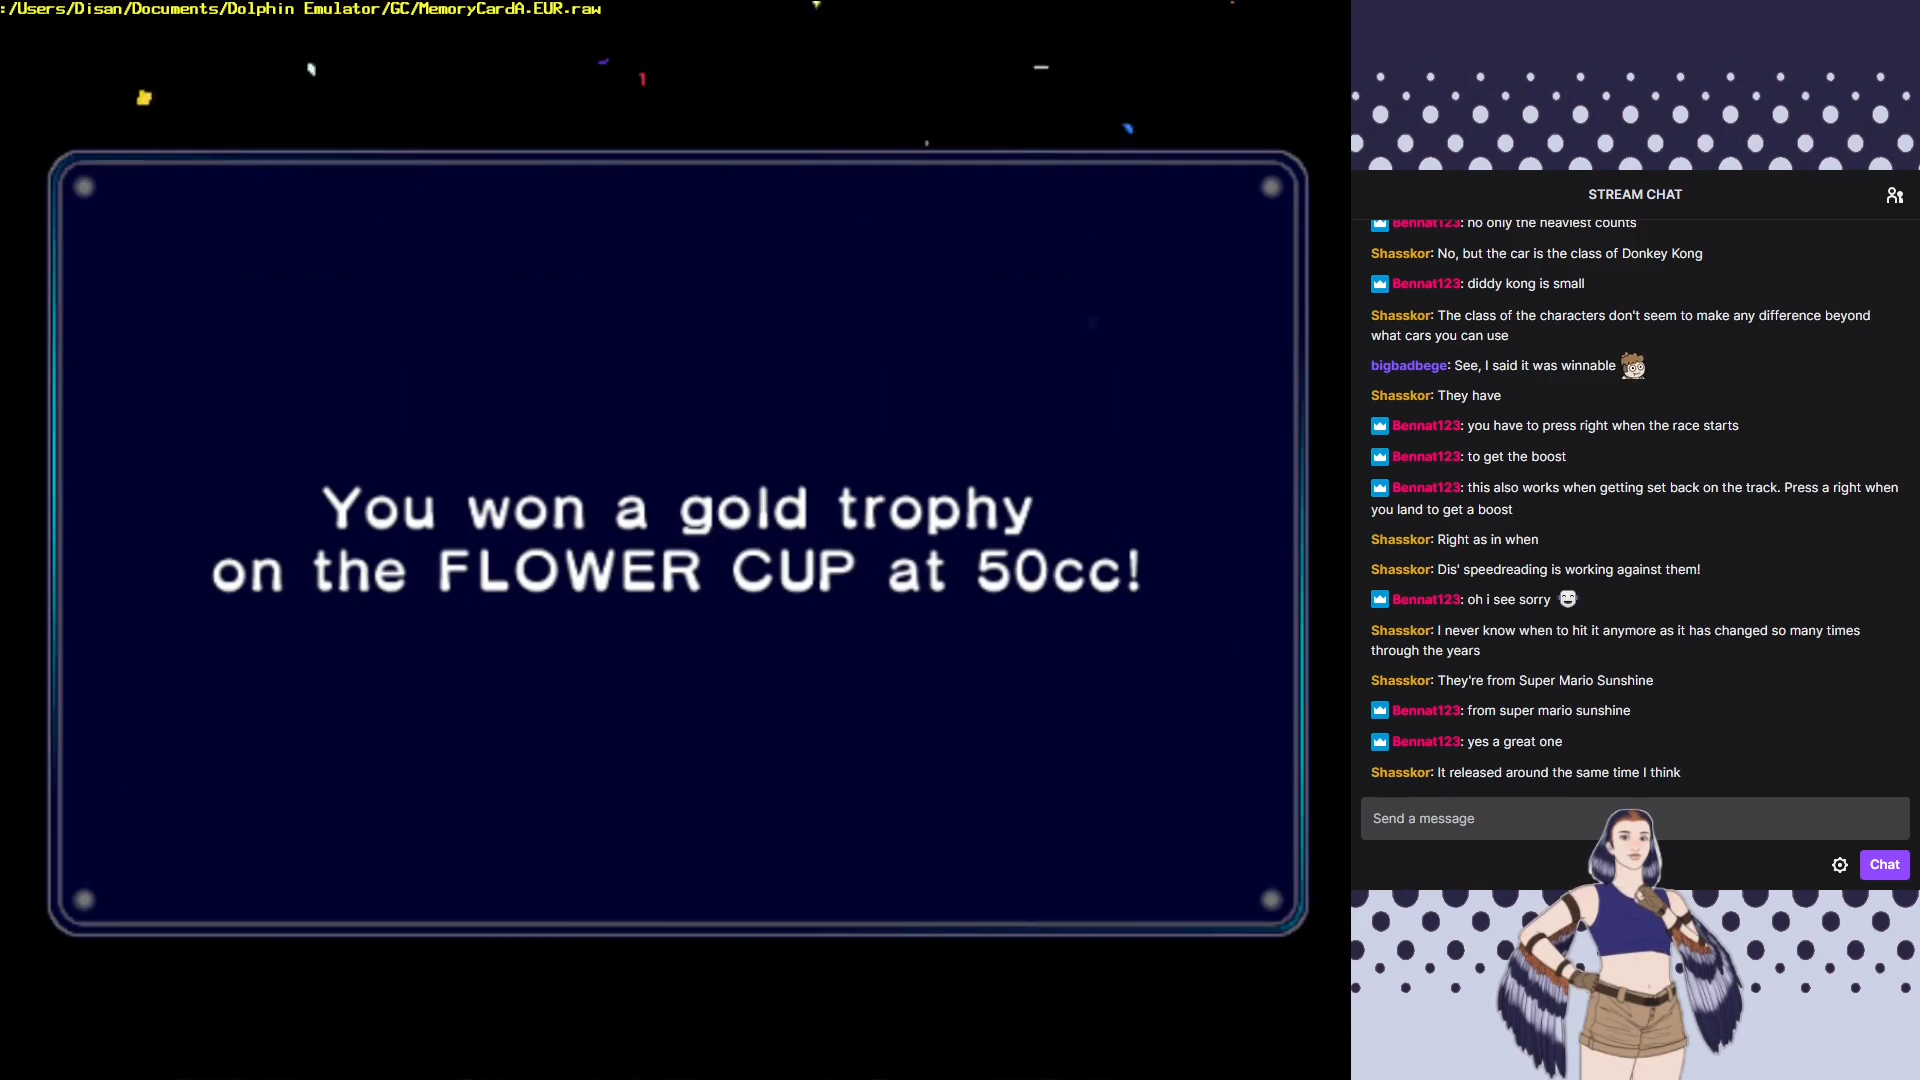 :/Users/Disan/Documents/Dolphin Emulator/GC/MemoryCardA.EUR.raw
You won a gold trophy
on the FLOWER CUP at 50cc!
STREAM CHAT
Bennat123: no only the heaviest counts
Shasskor: No, but the car is the class of Donkey Kong
Bennat123: diddy kong is small
Shasskor: The class of the characters don't seem to make any difference beyond
what cars you can use
bigbadbege: See, I said it was winnable
Shasskor: They have
Bennat123: you have to press right when the race starts
Bennat123: to get the boost
Bennat123: this also works when getting set back on the track. Press a right when
you land to get a boost
Shasskor: Right as in when
Shasskor: Dis' speedreading is working against them!
Bennat123: oh i see sorry
Shasskor: I never know when to hit it anymore as it has changed so many times
through the years
Shasskor: They're from Super Mario Sunshine
Bennat123: from super mario sunshine
Bennat123: yes a great one
Shasskor: It released around the same time I think
Send a message
Chat